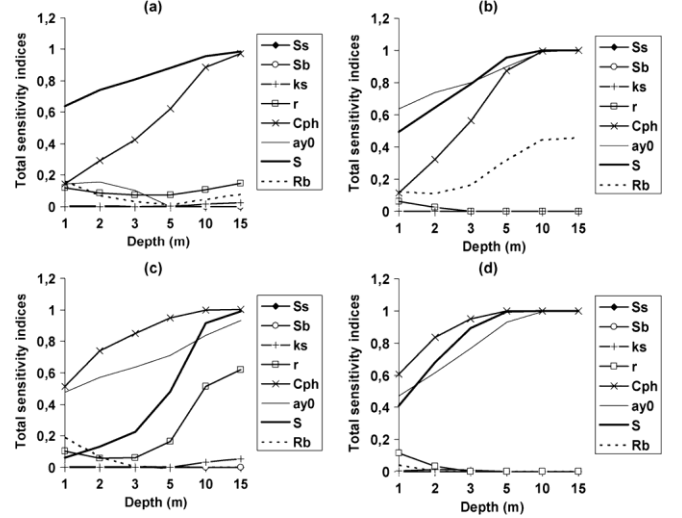 (a)
Total sensitivity indices
1,2
1
0,8
0,6
0,4
0,2
0
1 2 3 5 10 15
Depth (m)
Ss
Sb
ks
r
Cph
ay0
S
Rb
(b)
Total sensitivity indices
1,2
1
0,8
0,6
0,4
0,2
0
1 2 3 5 10 15
Depth (m)
Ss
Sb
ks
r
Cph
ay0
S
Rb
(c)
Total sensitivity indices
1,2
1
0,8
0,6
0,4
0,2
0
1 2 3 5 10 15
Depth (m)
Ss
Sb
ks
r
Cph
ay0
S
Rb
(d)
Total sensitivity indices
1,2
1
0,8
0,6
0,4
0,2
0
1 2 3 5 10 15
Depth (m)
Ss
Sb
ks
r
Cph
ay0
S
Rb